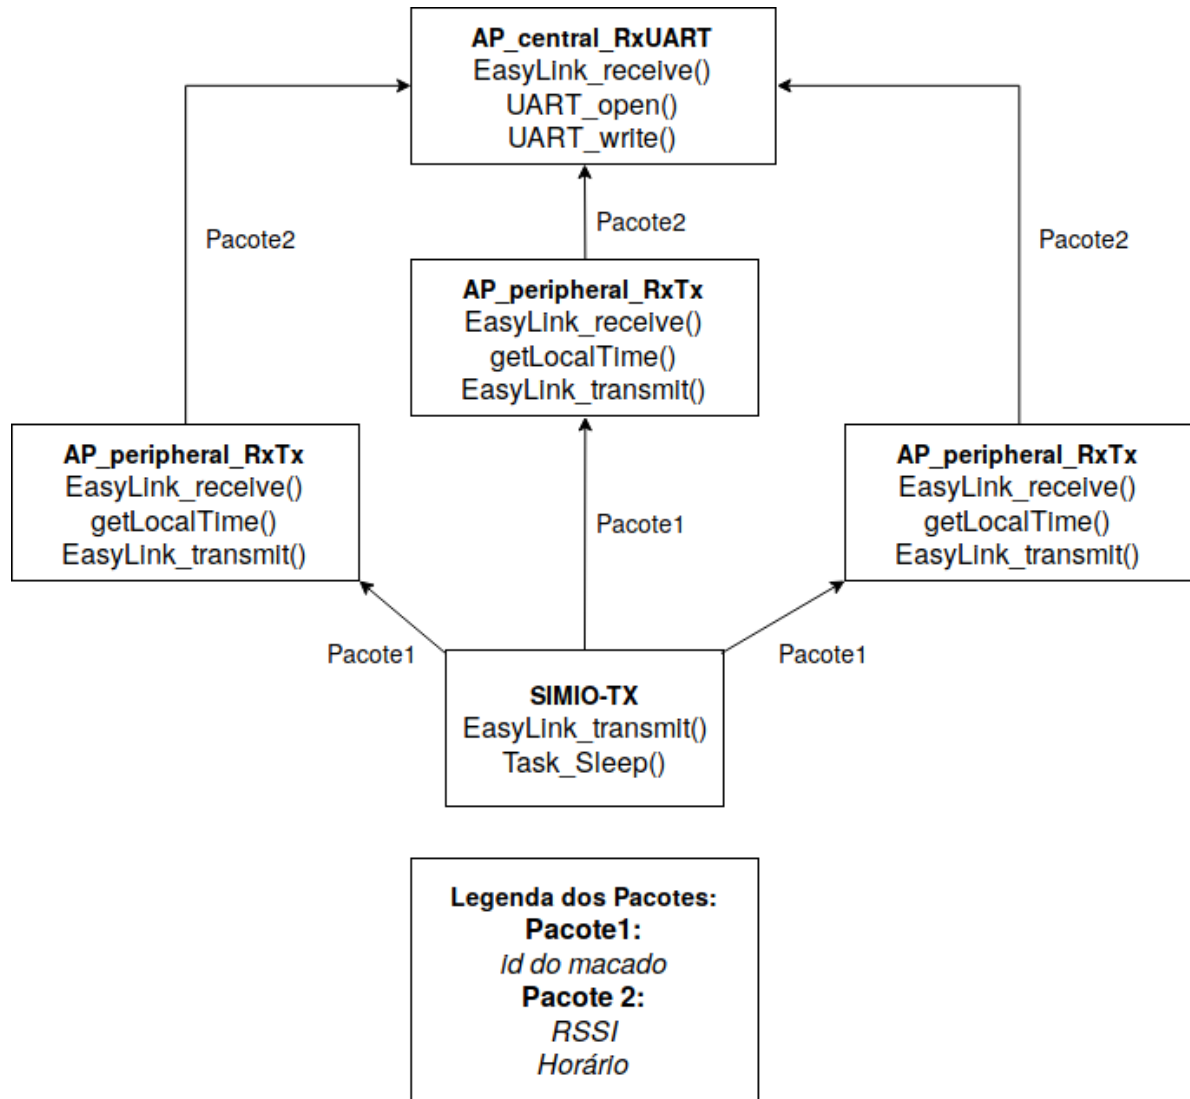 AP_central_RxUART
EasyLink_receive()
UART_open()
UART_write()
Pacote2
Pacote2
Pacote2
AP_peripheral_RxTx
EasyLink_receive()
getLocalTime()
EasyLink_transmit()
AP_peripheral_RxTx
EasyLink_receive()
getLocalTime()
EasyLink_transmit()
AP_peripheral_RxTx
EasyLink_receive()
getLocalTime()
EasyLink_transmit()
Pacote1
Pacote1
Pacote1
SIMIO-TX
EasyLink_transmit()
Task_Sleep()
Legenda dos Pacotes:
Pacote1:
id do macado
Pacote 2:
RSSI
Horário